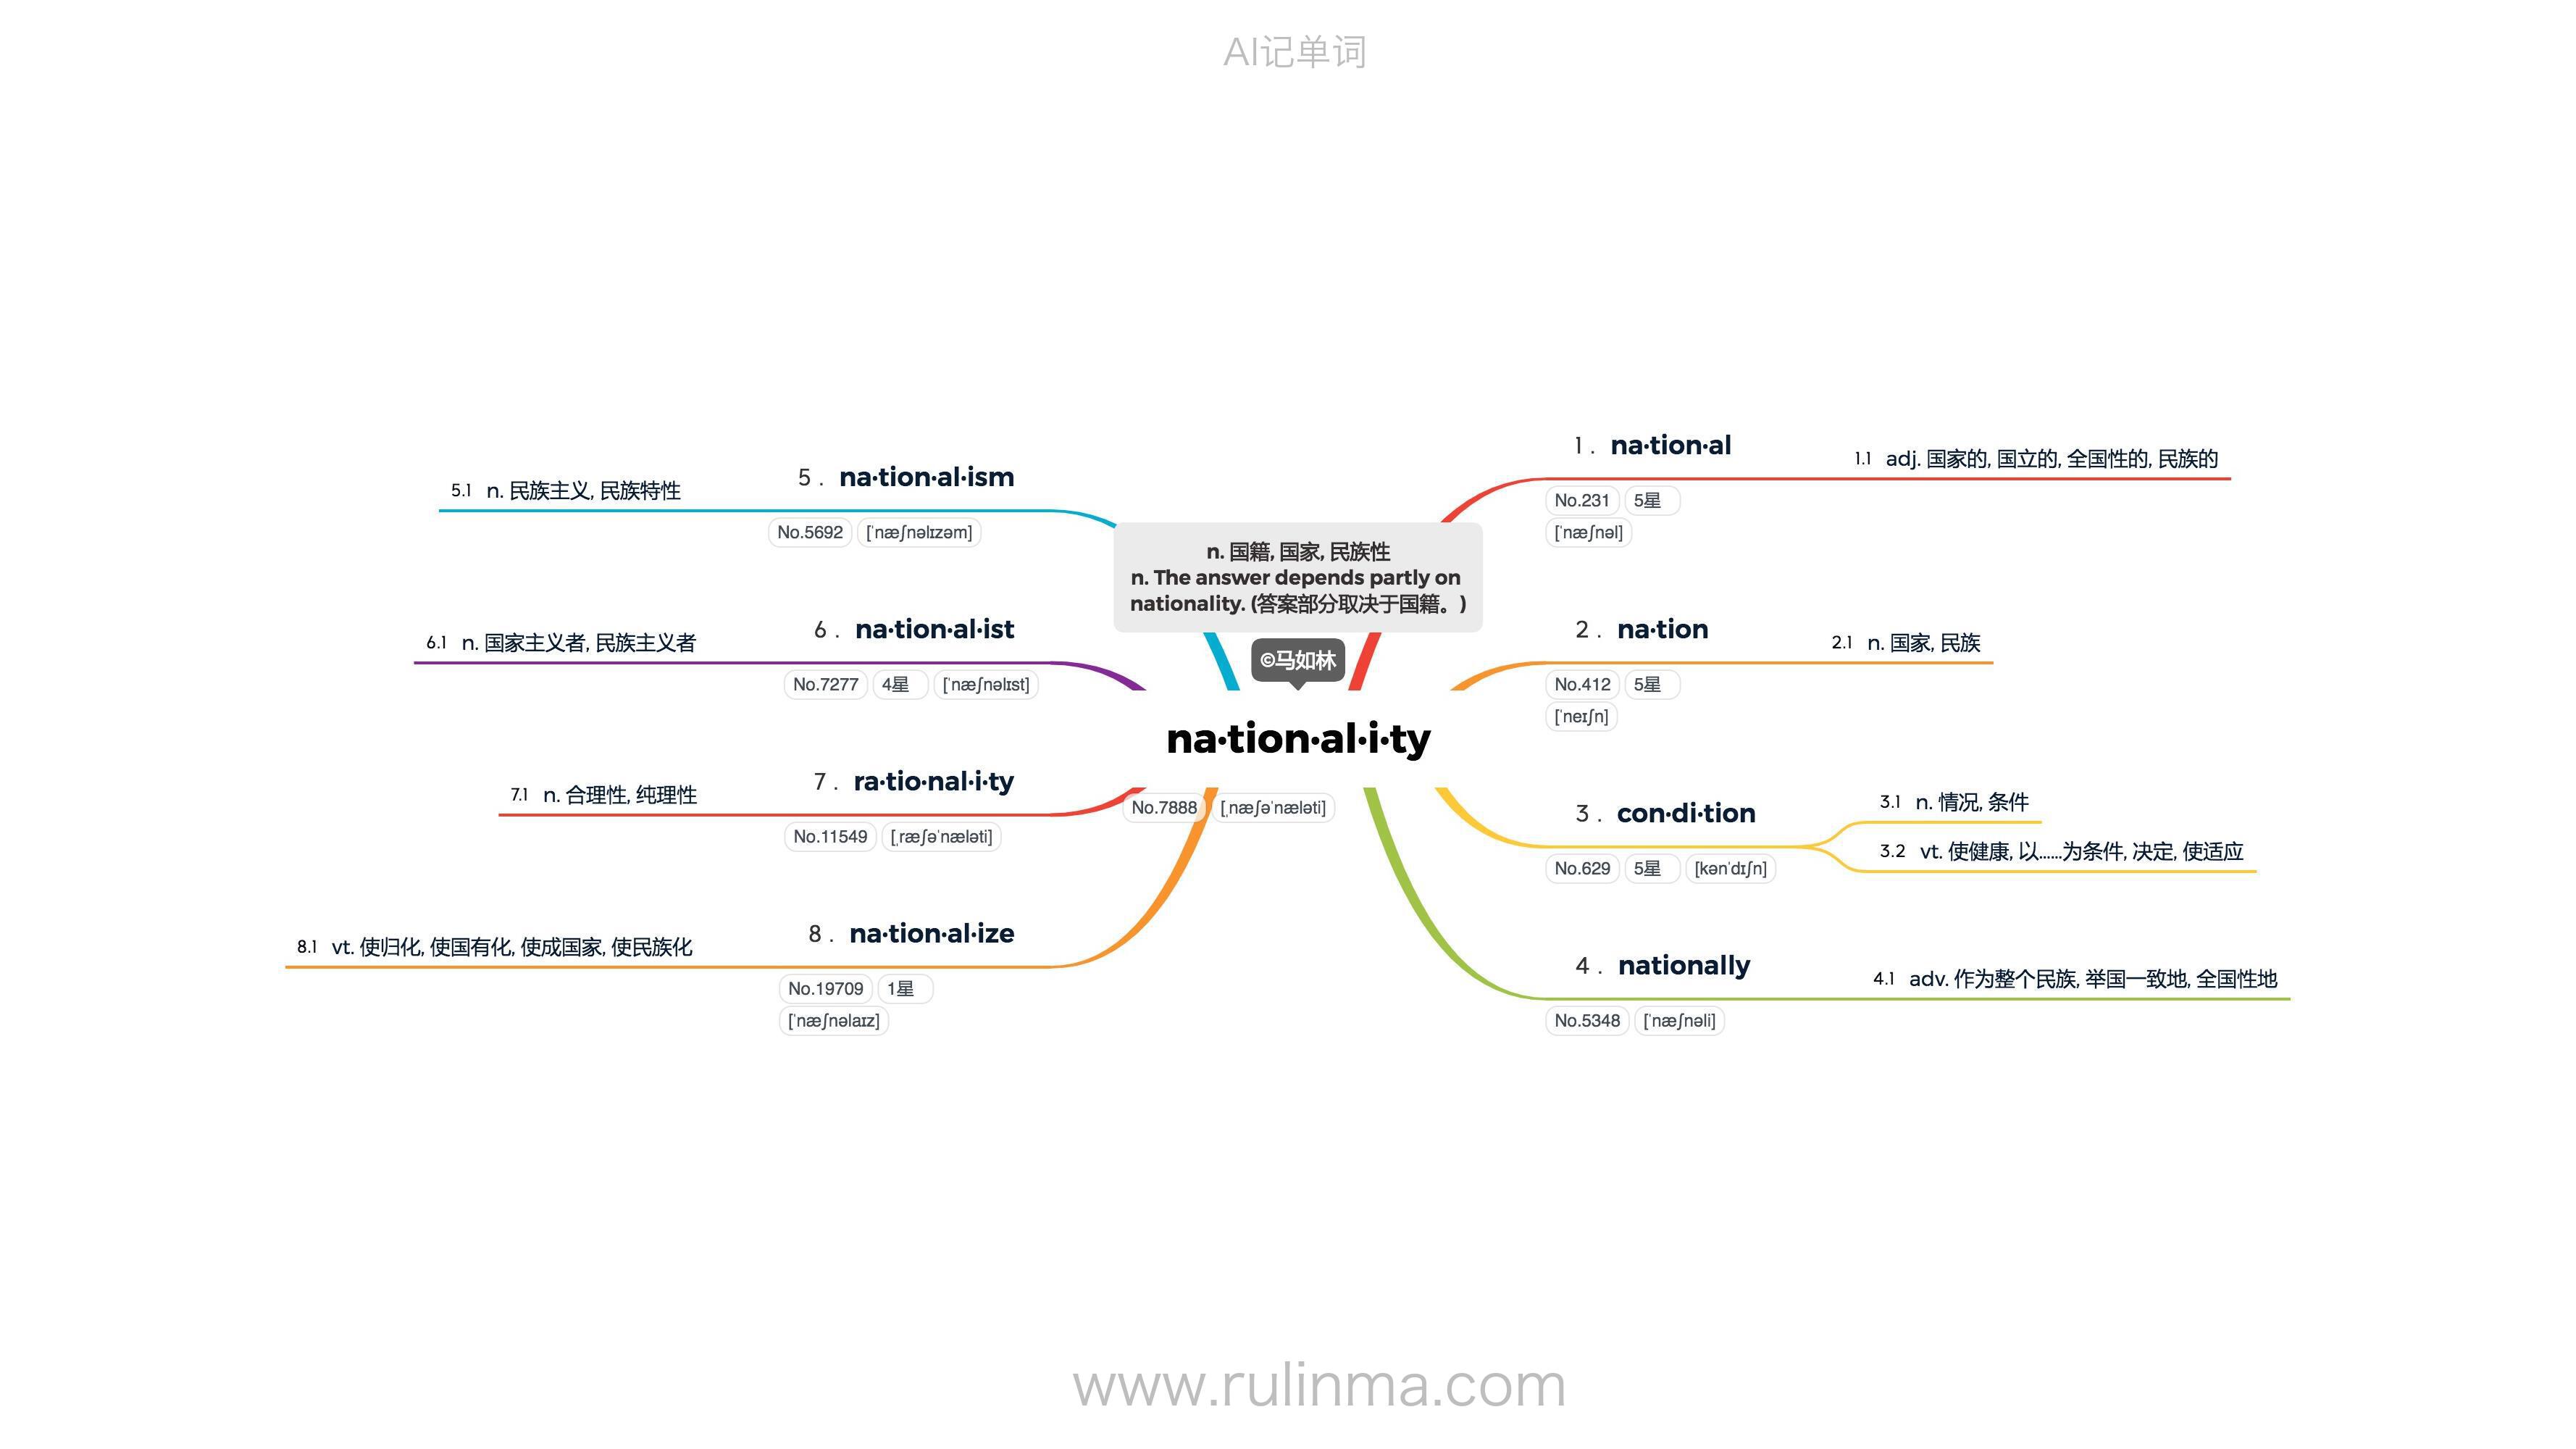 AI记单词
n. 国籍, 国家, 民族性
n. The answer depends partly on
nationality. (答案部分取决于国籍。)
©马如林
na·tion·al·i·ty
No.7888 [ˌnæʃəˈnæləti]
1 . na·tion·al
No.231 5星
[ˈnæʃnəl]
1.1 adj. 国家的, 国立的, 全国性的, 民族的
2 . na·tion
No.412 5星
[ˈneɪʃn]
2.1 n. 国家, 民族
3 . con·di·tion
No.629 5星 [kənˈdɪʃn]
3.1 n. 情况, 条件
3.2 vt. 使健康, 以……为条件, 决定, 使适应
4 . nationally
No.5348 [ˈnæʃnəli]
4.1 adv. 作为整个民族, 举国一致地, 全国性地
5 . na·tion·al·ism
No.5692 [ˈnæʃnəlɪzəm]
5.1 n. 民族主义, 民族特性
6 . na·tion·al·ist
No.7277 4星 [ˈnæʃnəlɪst]
6.1 n. 国家主义者, 民族主义者
7 . ra·tio·nal·i·ty
No.11549 [ˌræʃəˈnæləti]
7.1 n. 合理性, 纯理性
8 . na·tion·al·ize
No.19709 1星
[ˈnæʃnəlaɪz]
8.1 vt. 使归化, 使国有化, 使成国家, 使民族化
www.rulinma.com